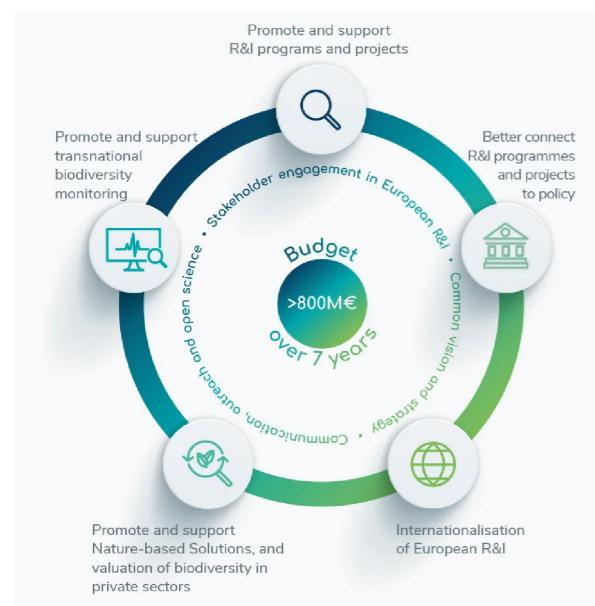 Promote and support
R&I programs and projects
Promote and support
transnational
biodiversity
monitoring
Better connect
R&I programmes
and projects
to policy
Stakeholder engagement in European R&I • Common vision and strategy • Communication, outreach and open science •
Budget
>800M€
over 7 years
Promote and support
Nature-based Solutions, and
valuation of biodiversity in
private sectors
Internationalisation
of European R&I